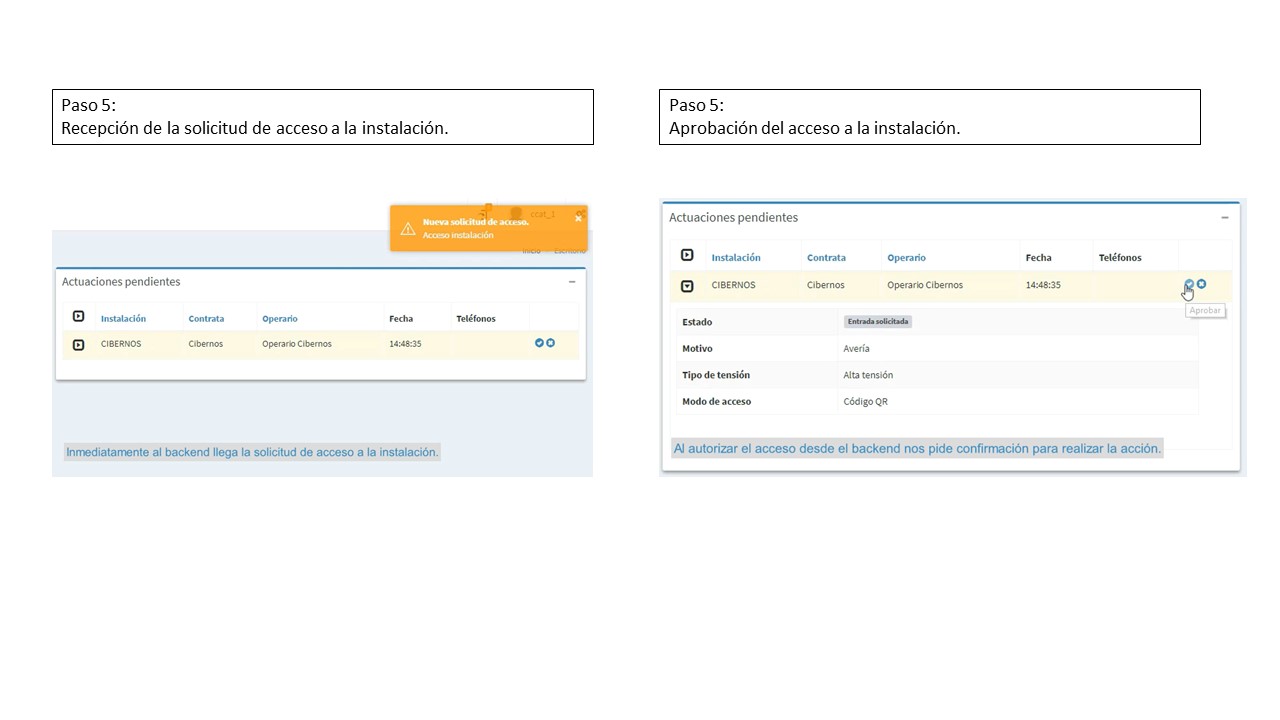 Paso 5:
Recepción de la solicitud de acceso a la instalación.
Nueva solicitud de acceso.
Acceso instalación
ccat_1
Inicio
Escritorio
Actuaciones pendientes
Instalación Contrata Operario Fecha Teléfonos
CIBERNOS Cibernos Operario Cibernos 14:48:35
Inmediatamente al backend llega la solicitud de acceso a la instalación.
Paso 5:
Aprobación del acceso a la instalación.
Actuaciones pendientes
Instalación Contrata Operario Fecha Teléfonos
CIBERNOS Cibernos Operario Cibernos 14:48:35
Aprobar
Estado Entrada solicitada
Motivo Avería
Tipo de tensión Alta tensión
Modo de acceso Código QR
Al autorizar el acceso desde el backend nos pide confirmación para realizar la acción.